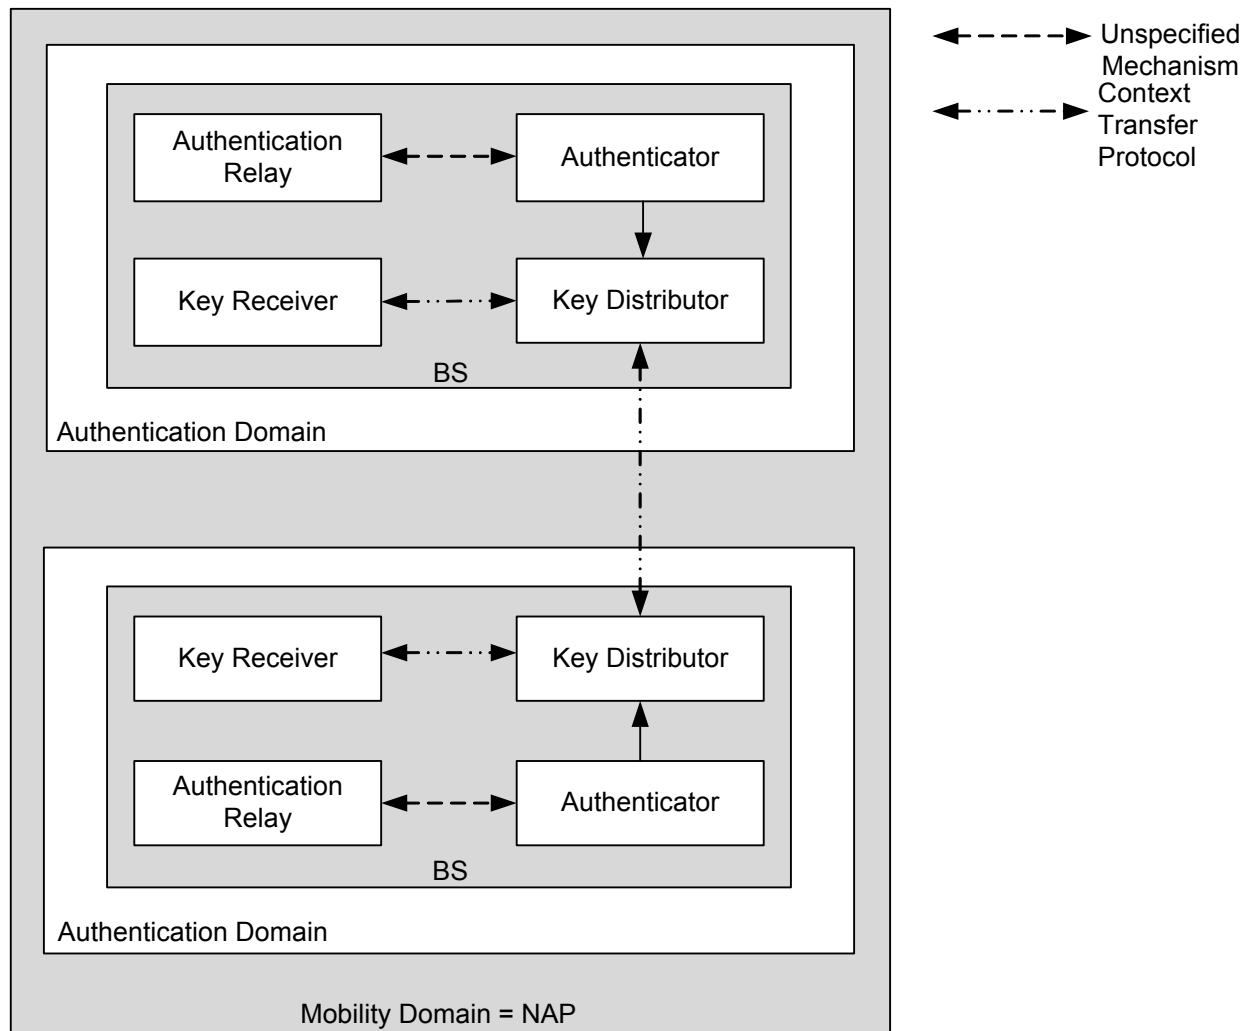 Unspecified
Mechanism
Context
Transfer
Protocol
Authentication
Relay
Authenticator
Key Receiver
Key Distributor
BS
Authentication Domain
Key Receiver
Key Distributor
Authentication
Relay
Authenticator
BS
Authentication Domain
Mobility Domain = NAP